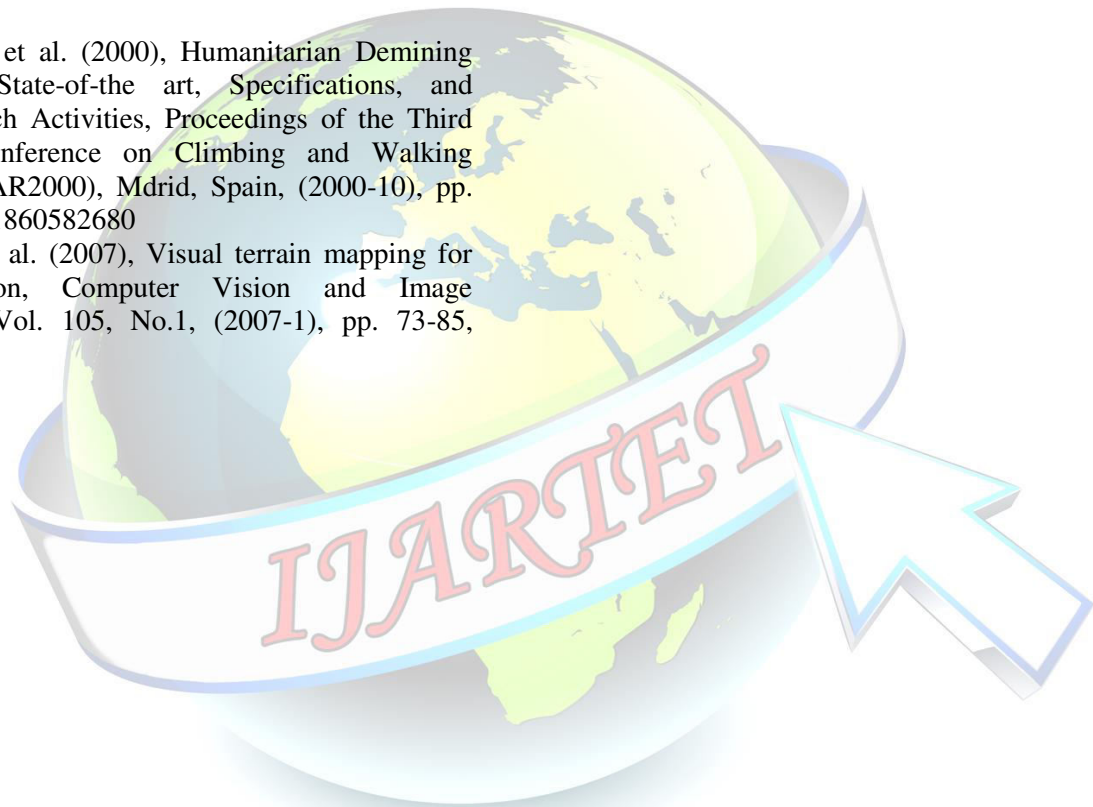 et al. (2000), Humanitarian Demining
State-of-the art, Specifications, and
ch Activities, Proceedings of the Third
nference on Climbing and Walking
AR2000), Mdrid, Spain, (2000-10), pp.
860582680
al. (2007), Visual terrain mapping for
on, Computer Vision and Image
Vol. 105, No.1, (2007-1), pp. 73-85,
IJARTET